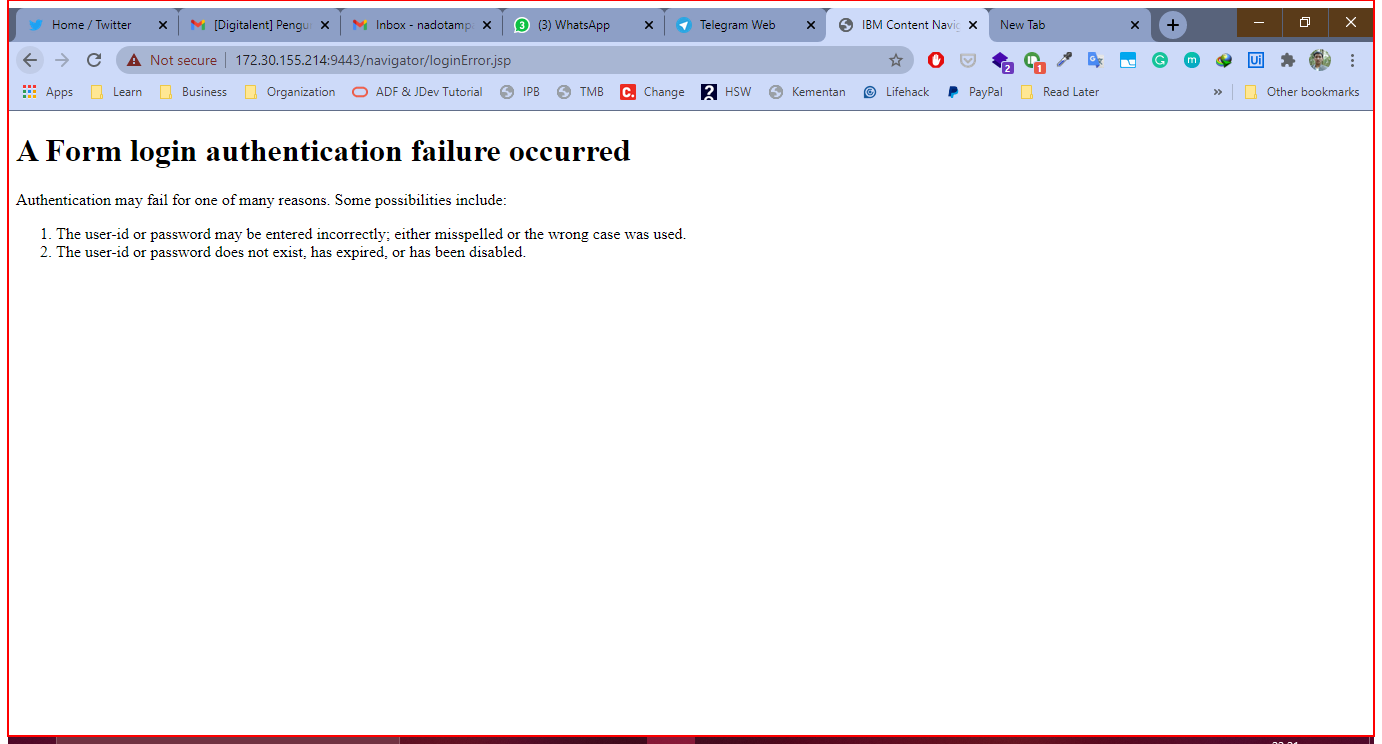 Home / Twitter
[Digitalent] Pengu
Inbox - nadotamp
3 (3) WhatsApp
Telegram Web
IBM Content Navig
New Tab
Not secure 172.30.155.214:9443/navigator/loginError.jsp
2
1
G
m
Ui
Apps Learn Business Organization ADF & JDev Tutorial IPB TMB C. Change ? HSW Kementan Lifehack PayPal Read Later » Other bookmarks
A Form login authentication failure occurred
Authentication may fail for one of many reasons. Some possibilities include:
1. The user-id or password may be entered incorrectly; either misspelled or the wrong case was used.
2. The user-id or password does not exist, has expired, or has been disabled.